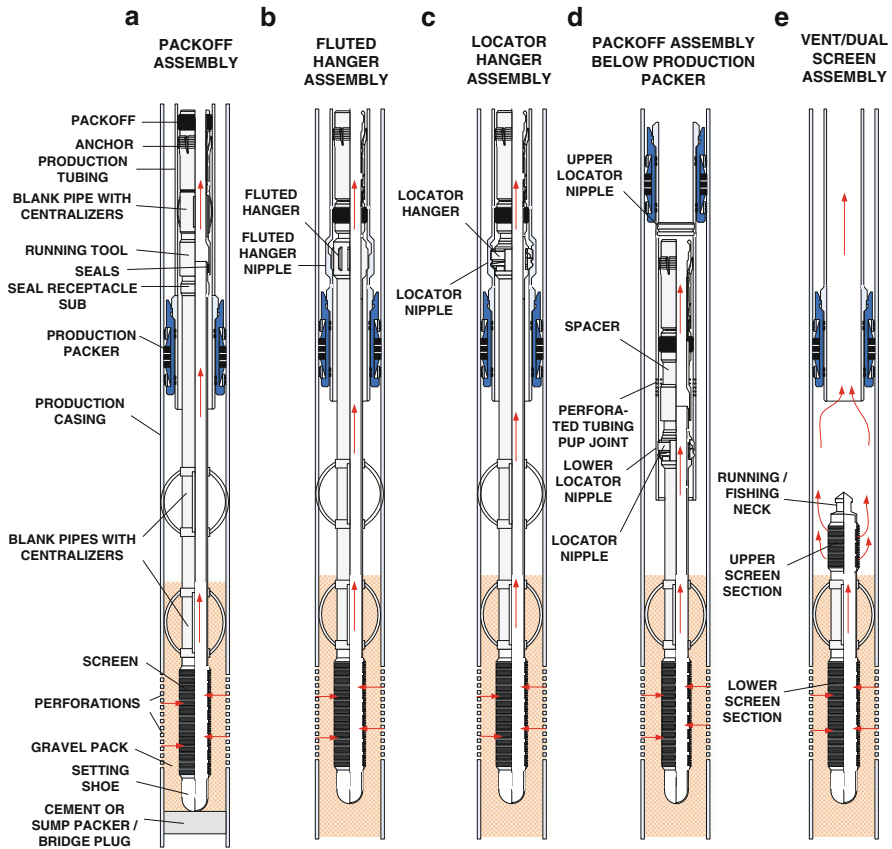 a
PACKOFF
ASSEMBLY
PACKOFF
ANCHOR
PRODUCTION
TUBING
BLANK PIPE WITH
CENTRALIZERS
RUNNING TOOL
SEALS
SEAL RECEPTACLE
SUB
PRODUCTION
PACKER
PRODUCTION
CASING
BLANK PIPES WITH
CENTRALIZERS
SCREEN
PERFORATIONS
GRAVEL PACK
SETTING
SHOE
CEMENT OR
SUMP PACKER /
BRIDGE PLUG
b
FLUTED
HANGER
ASSEMBLY
FLUTED
HANGER
FLUTED
HANGER
NIPPLE
c
LOCATOR
HANGER
ASSEMBLY
LOCATOR
HANGER
LOCATOR
NIPPLE
d
PACKOFF ASSEMBLY
BELOW PRODUCTION
PACKER
UPPER
LOCATOR
NIPPLE
SPACER
PERFORA-
TED TUBING
PUP JOINT
LOWER
LOCATOR
NIPPLE
LOCATOR
NIPPLE
e
VENT/DUAL
SCREEN
ASSEMBLY
RUNNING /
FISHING
NECK
UPPER
SCREEN
SECTION
LOWER
SCREEN
SECTION